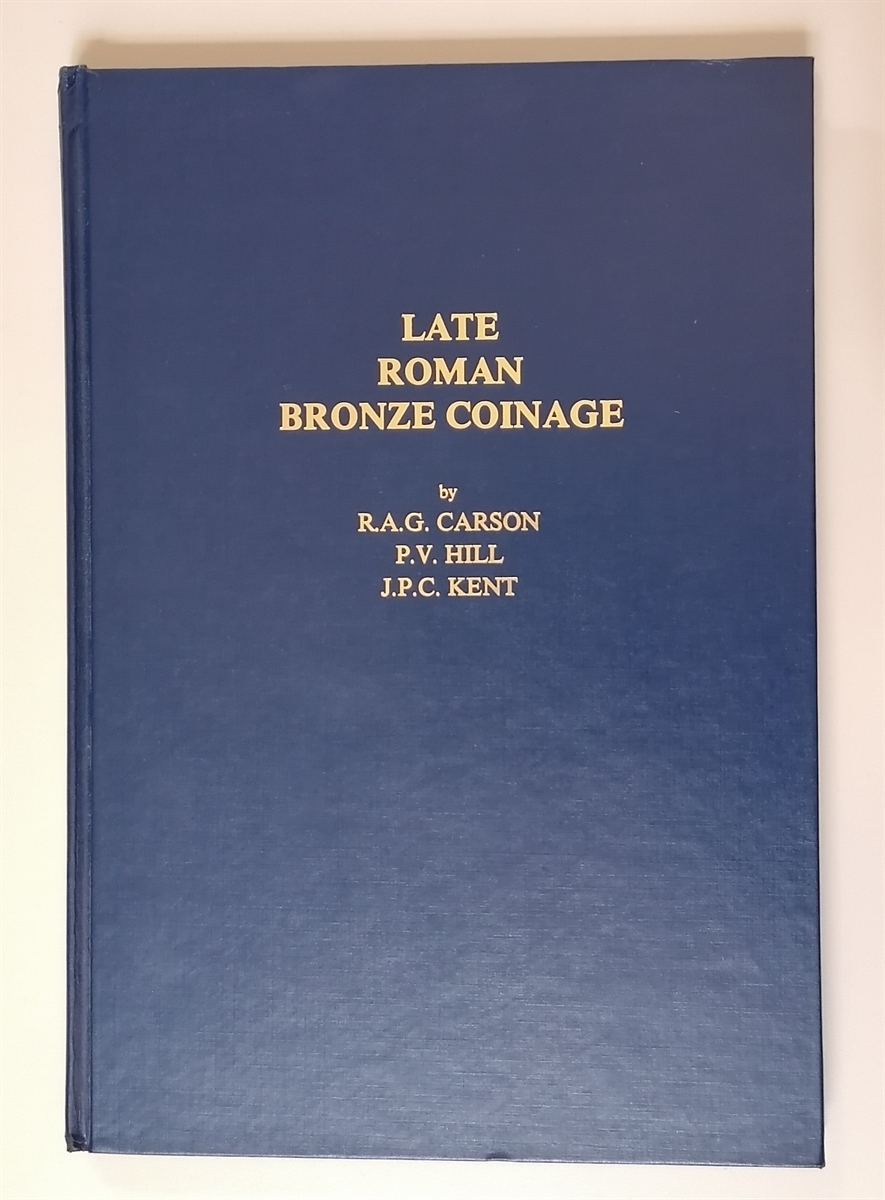 LATE
ROMAN
BRONZE COINAGE
by
R.A.G. CARSON
P.V. HILL
J.P.C. KENT